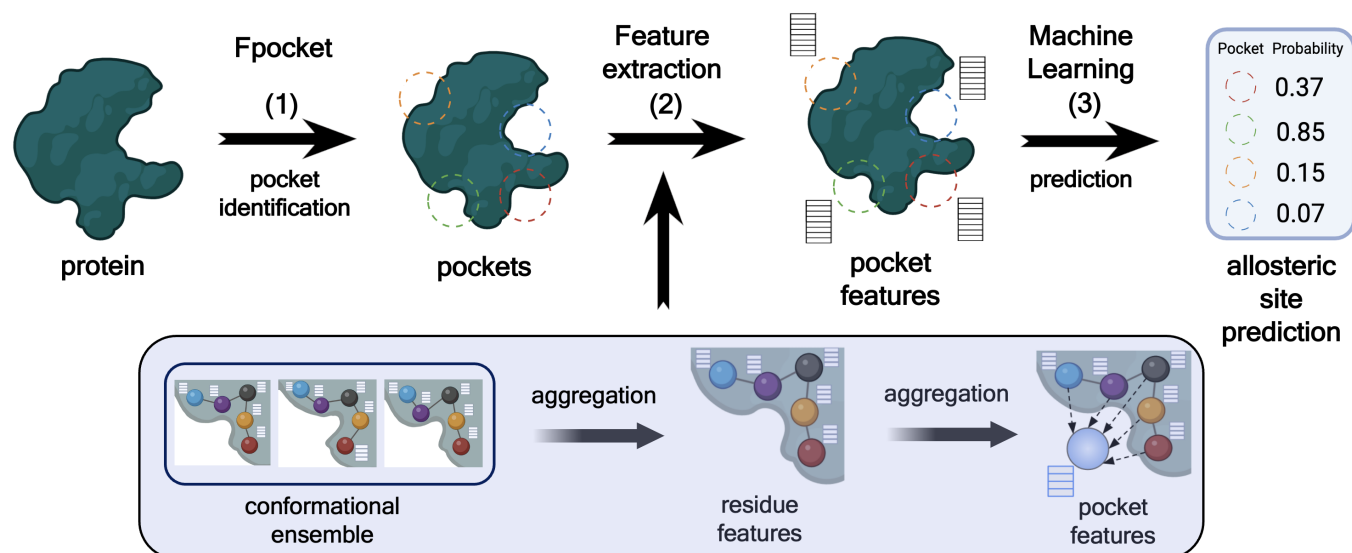 Fpocket
(1)
pocket
identification
protein
pockets
Feature
extraction
(2)
pocket
features
Machine
Learning
(3)
prediction
Pocket Probability
0.37
0.85
0.15
0.07
allosteric
site
prediction
conformational
ensemble
aggregation
residue
features
aggregation
pocket
features